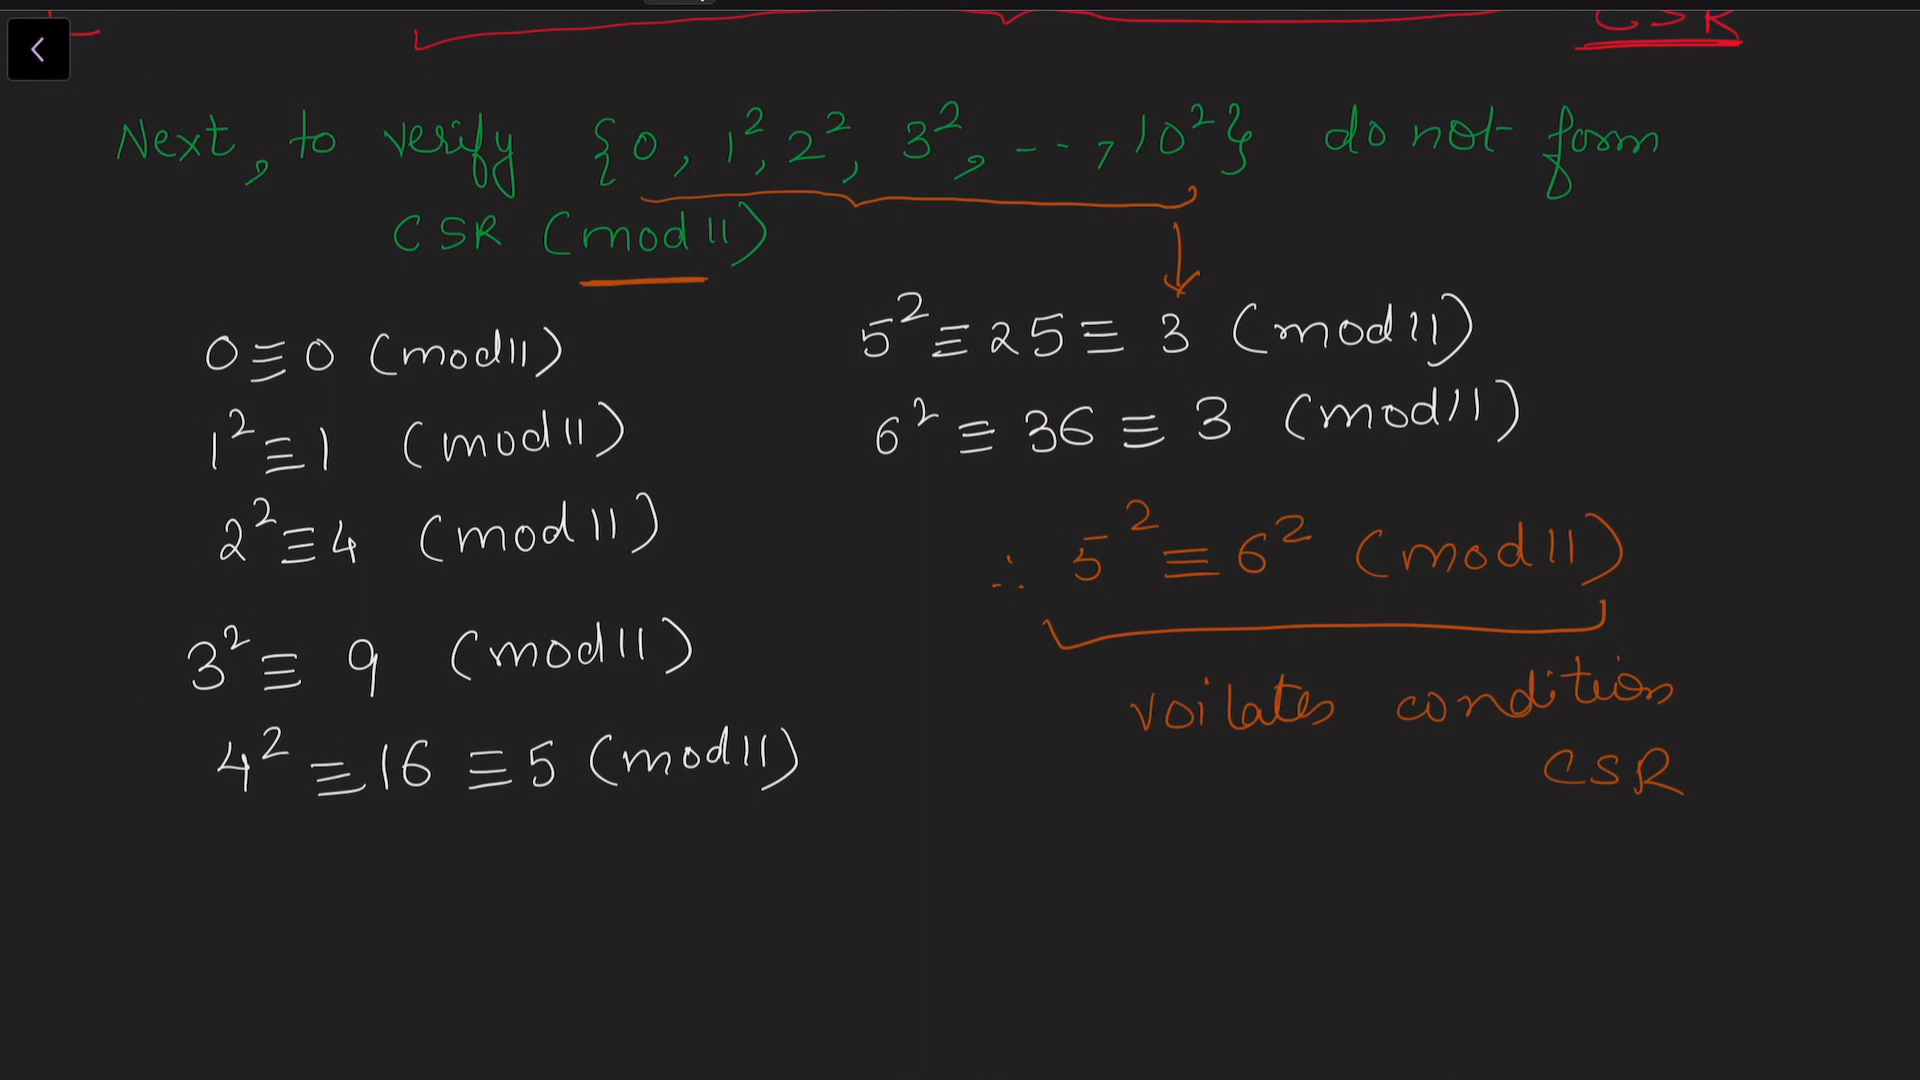 CSR
Next, to verify {0, 1², 2², 3², ---, 10²} do not form
CSR (mod 11)
0 ≡ 0 (mod 11)
1² ≡ 1 (mod 11)
2² ≡ 4 (mod 11)
3² ≡ 9 (mod 11)
4² ≡ 16 ≡ 5 (mod 11)
5² ≡ 25 ≡ 3 (mod 11)
6² ≡ 36 ≡ 3 (mod 11)
∴ 5² ≡ 6² (mod 11)
voilates condition
CSR